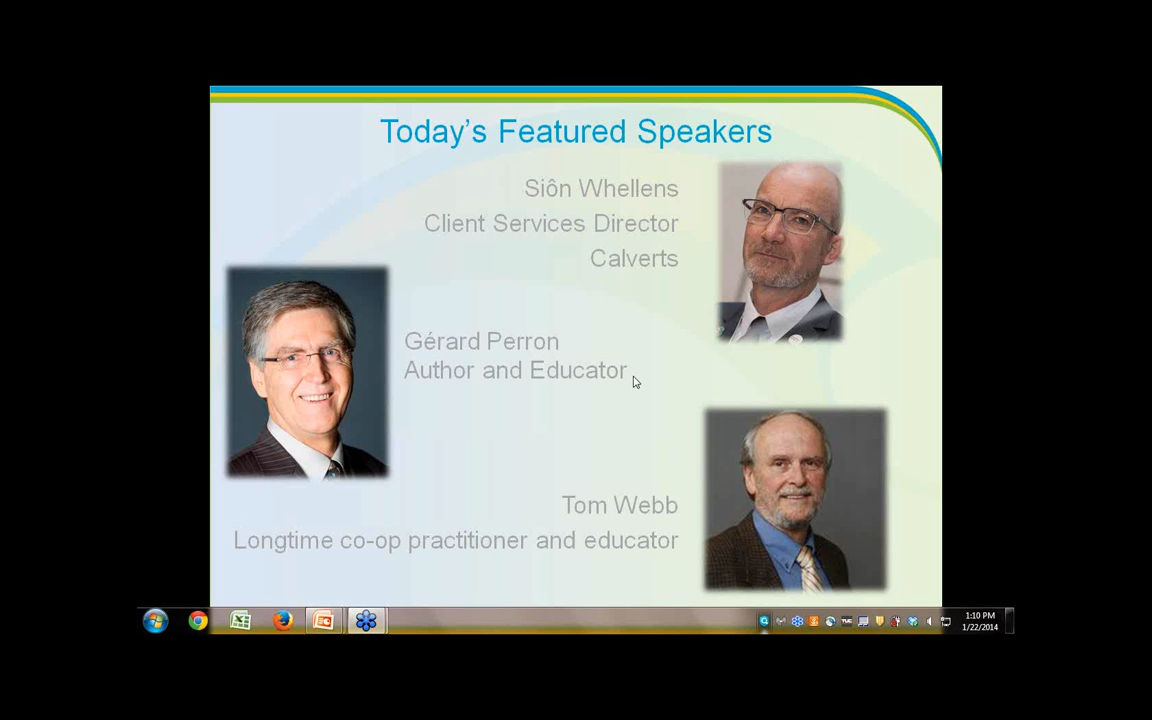 Today's Featured Speakers
Siôn Whellens
Client Services Director
Calverts
Gérard Perron
Author and Educator
Tom Webb
Longtime co-op practitioner and educator
1:10 PM
1/22/2014